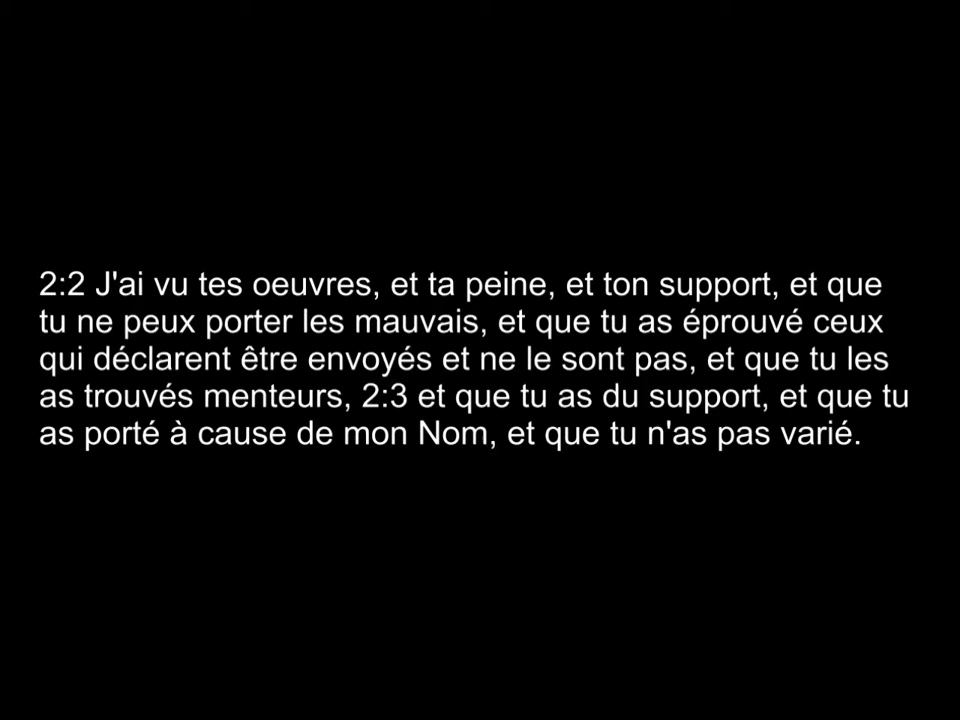 2:2 J'ai vu tes oeuvres, et ta peine, et ton support, et que
tu ne peux porter les mauvais, et que tu as éprouvé ceux
qui déclarent être envoyés et ne le sont pas, et que tu les
as trouvés menteurs, 2:3 et que tu as du support, et que tu
as porté à cause de mon Nom, et que tu n'as pas varié.